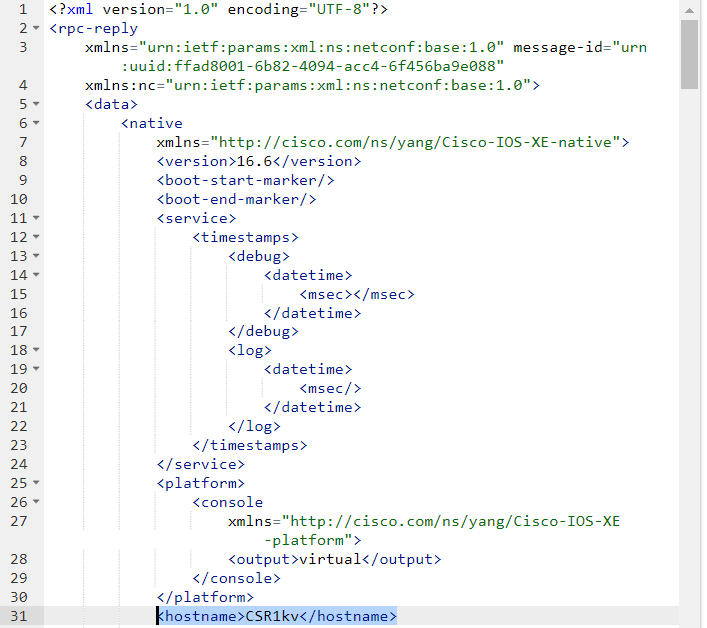 1 <?xml version="1.0" encoding="UTF-8"?>
2 <rpc-reply
3 xmlns="urn:ietf:params:xml:ns:netconf:base:1.0" message-id="urn
:uuid:ffad8001-6b82-4094-acc4-6f456ba9e088"
4 xmlns:nc="urn:ietf:params:xml:ns:netconf:base:1.0">
5 <data>
6 <native
7 xmlns="http://cisco.com/ns/yang/Cisco-IOS-XE-native">
8 <version>16.6</version>
9 <boot-start-marker/>
10 <boot-end-marker/>
11 <service>
12 <timestamps>
13 <debug>
14 <datetime>
15 <msec></msec>
16 </datetime>
17 </debug>
18 <log>
19 <datetime>
20 <msec/>
21 </datetime>
22 </log>
23 </timestamps>
24 </service>
25 <platform>
26 <console
27 xmlns="http://cisco.com/ns/yang/Cisco-IOS-XE
-platform">
28 <output>virtual</output>
29 </console>
30 </platform>
31 <hostname>CSR1kv</hostname>